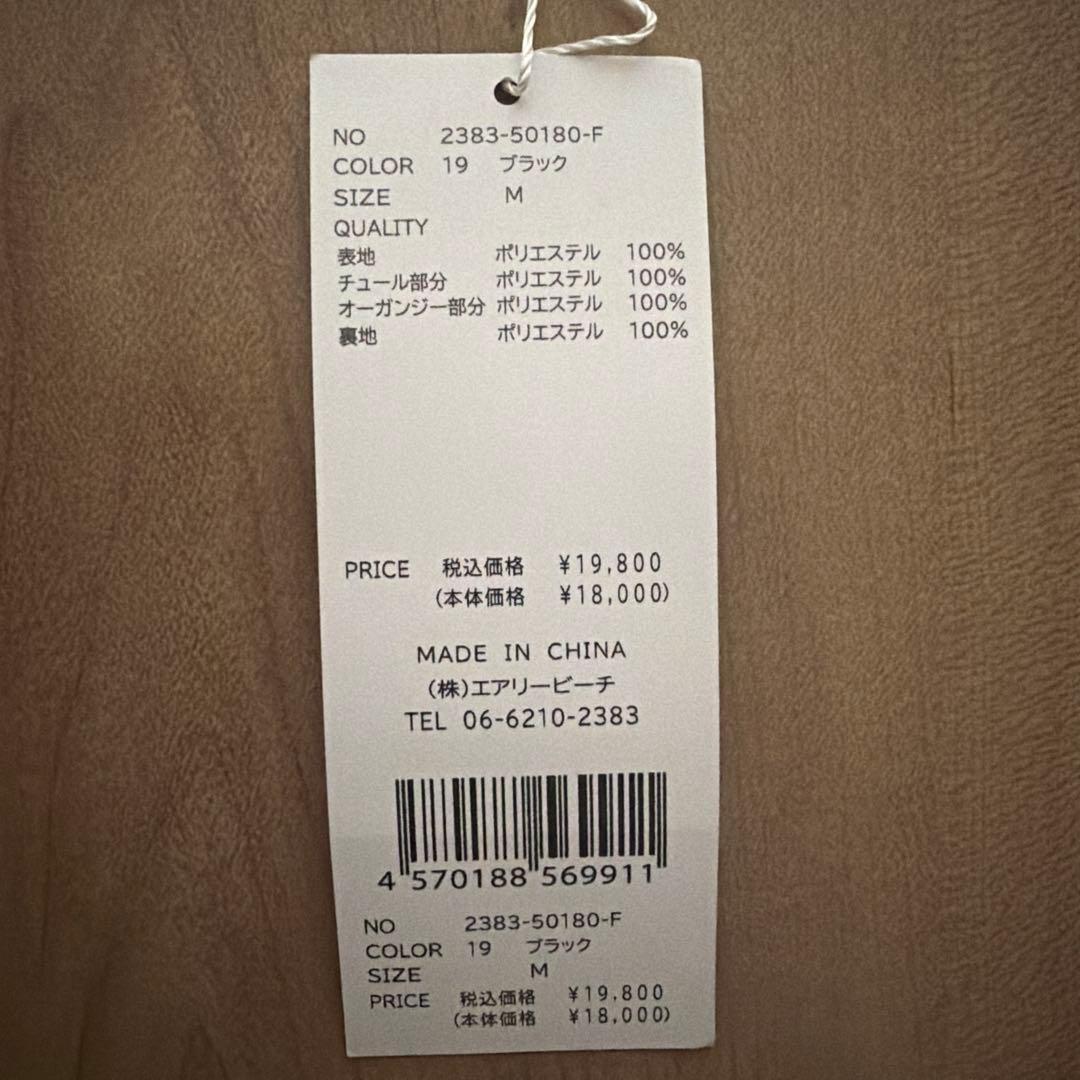 NO 2383-50180-F
COLOR 19 ブラック
SIZE M
QUALITY
表地 ポリエステル 100%
チュール部分 ポリエステル 100%
オーガンジー部分 ポリエステル 100%
裏地 ポリエステル 100%
PRICE 税込価格 ¥19,800
(本体価格 ¥18,000)
MADE IN CHINA
(株)エアリービーチ
TEL 06-6210-2383
4 570188 569911
NO 2383-50180-F
COLOR 19 ブラック
SIZE M
PRICE 税込価格 ¥19,800
(本体価格 ¥18,000)